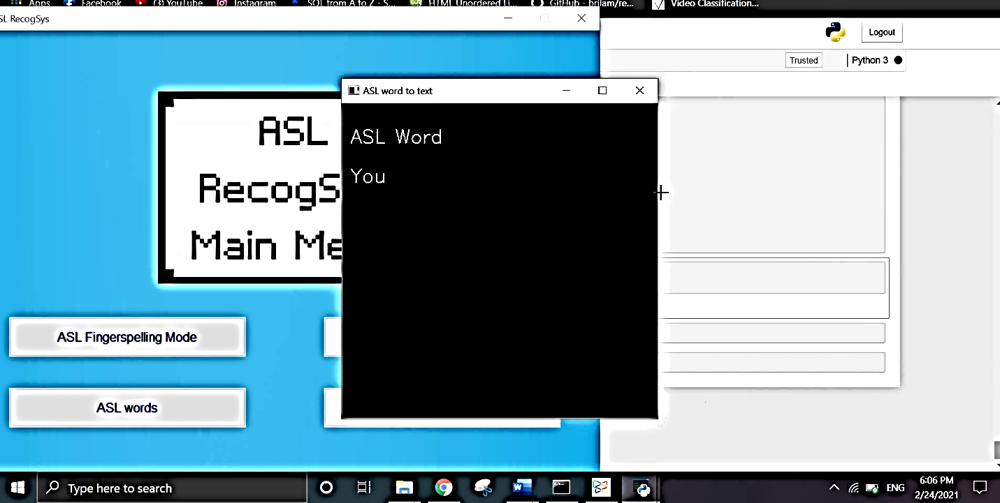 Apps Facebook (3) YouTube Instagram SQL from A to Z - S... HTML Unordered Li... GitHub - brilam/re... Video Classification...
SL RecogSys
Logout
Trusted
Python 3
ASL word to text
ASL
RecogS
Main Me
ASL Word
You
ASL Fingerspelling Mode
ASL words
Type here to search
ENG
6:06 PM
2/24/2021